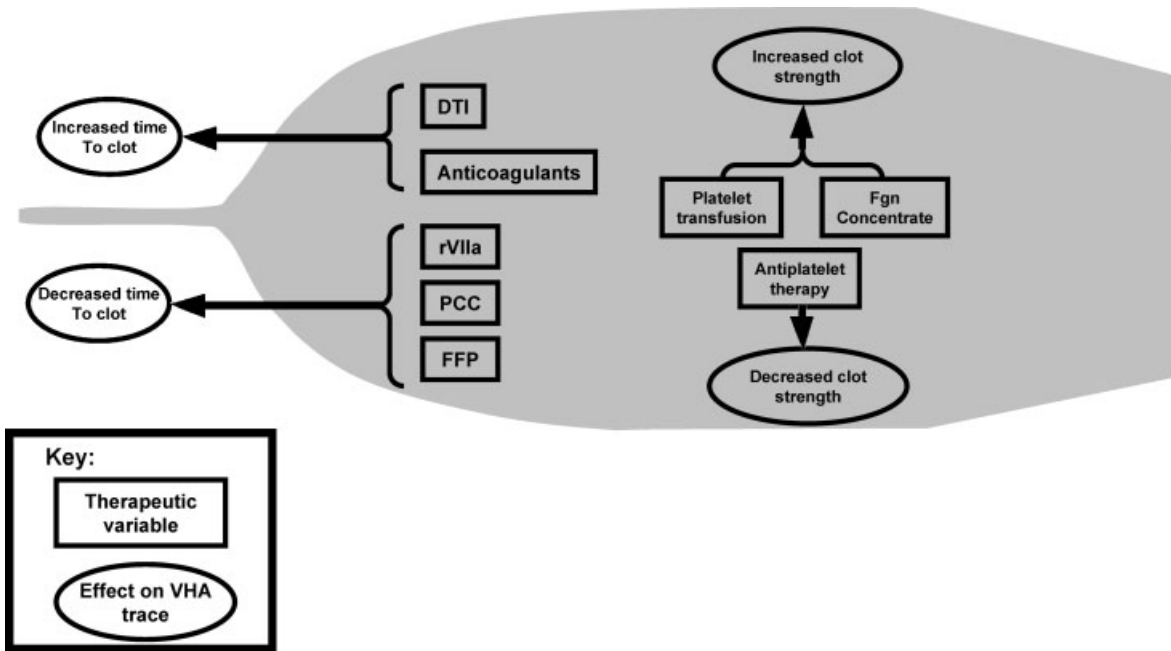 Increased time
To clot
DTI
Anticoagulants
Decreased time
To clot
rVIIa
PCC
FFP
Increased clot
strength
Platelet
transfusion
Fgn
Concentrate
Antiplatelet
therapy
Decreased clot
strength
Key:
Therapeutic
variable
Effect on VHA
trace